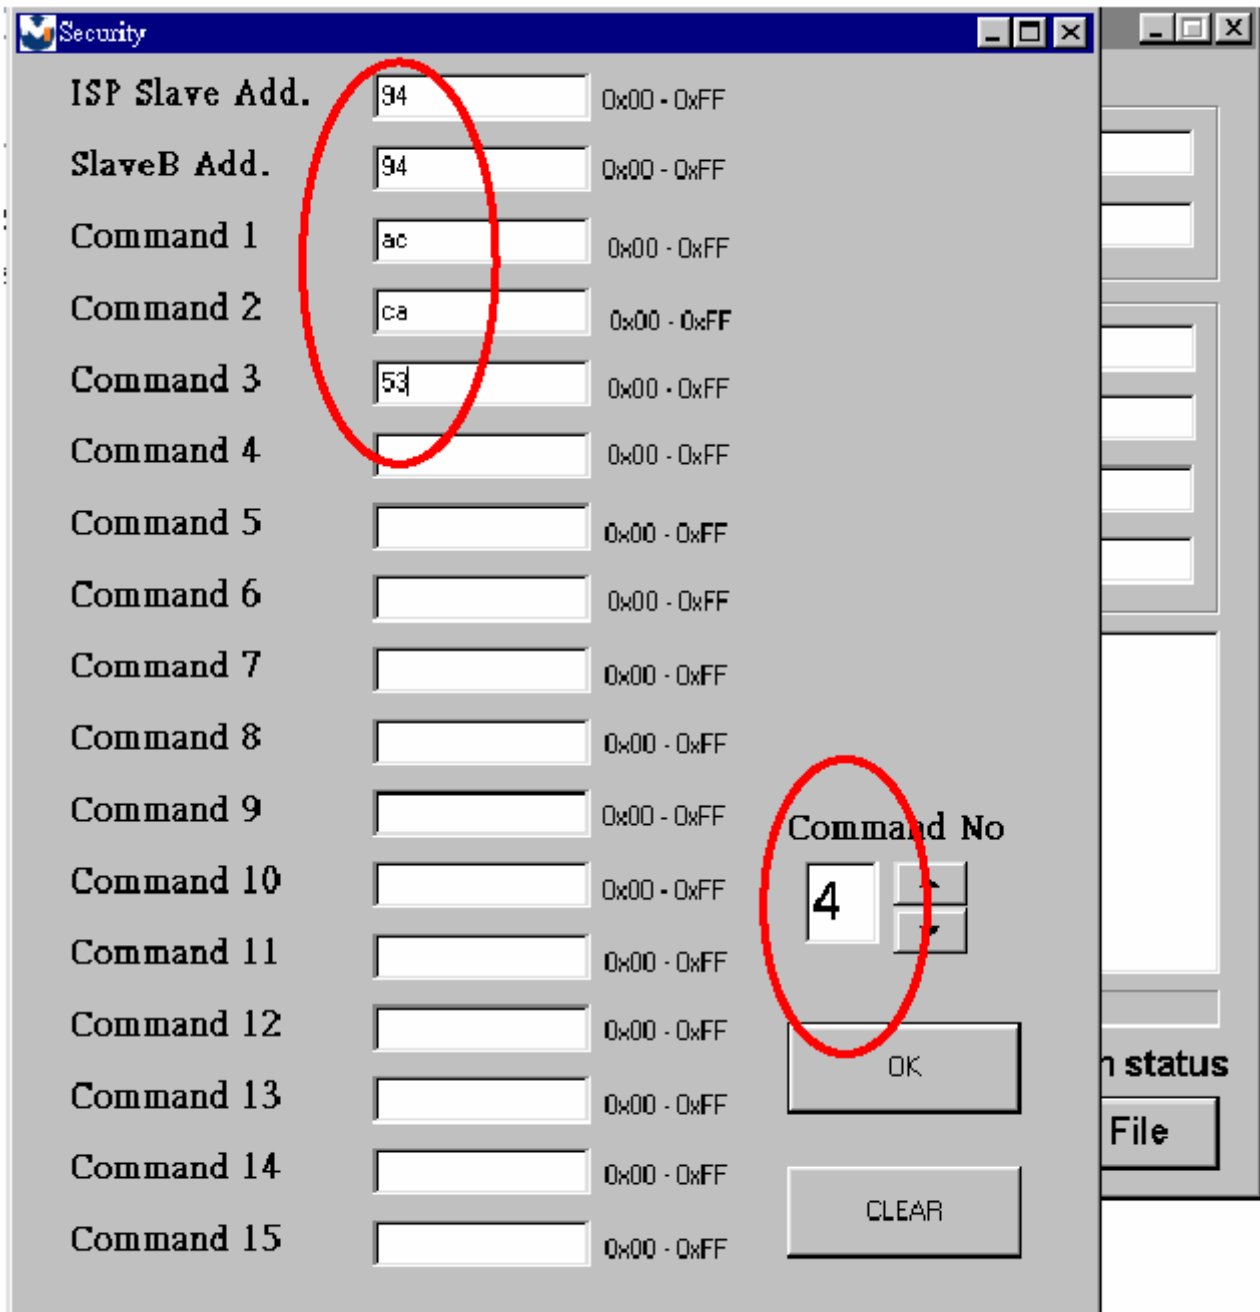 Security
ISP Slave Add. 94 0x00 - 0xFF
SlaveB Add. 94 0x00 - 0xFF
Command 1 ac 0x00 - 0xFF
Command 2 ca 0x00 - 0xFF
Command 3 53 0x00 - 0xFF
Command 4 0x00 - 0xFF
Command 5 0x00 - 0xFF
Command 6 0x00 - 0xFF
Command 7 0x00 - 0xFF
Command 8 0x00 - 0xFF
Command 9 0x00 - 0xFF
Command No
Command 10 0x00 - 0xFF
4
Command 11 0x00 - 0xFF
Command 12 0x00 - 0xFF
OK
status
Command 13 0x00 - 0xFF
File
Command 14 0x00 - 0xFF
CLEAR
Command 15 0x00 - 0xFF